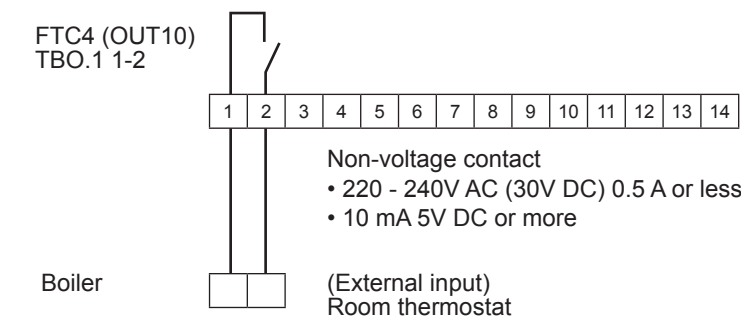 FTC4 (OUT10)
TBO.1 1-2
1 2 3 4 5 6 7 8 9 10 11 12 13 14
Non-voltage contact
• 220 - 240V AC (30V DC) 0.5 A or less
• 10 mA 5V DC or more
Boiler
(External input)
Room thermostat